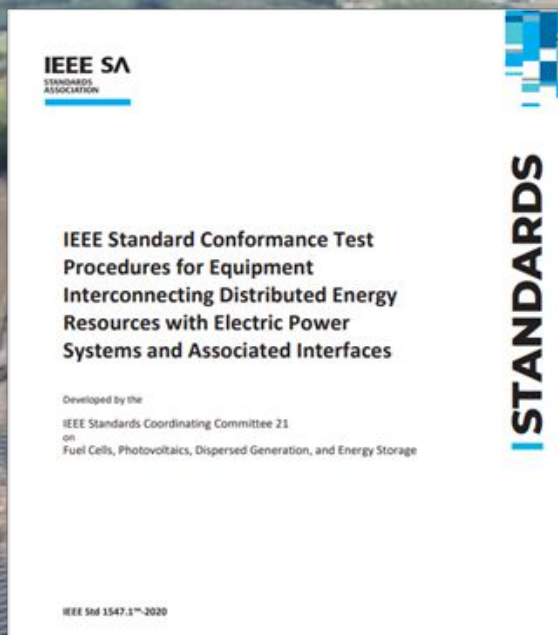 IEEE SA
STANDARDS
ASSOCIATION
IEEE Standard Conformance Test
Procedures for Equipment
Interconnecting Distributed Energy
Resources with Electric Power
Systems and Associated Interfaces
Developed by the
IEEE Standards Coordinating Committee 21
on
Fuel Cells, Photovoltaics, Dispersed Generation, and Energy Storage
IEEE Std 1547.1™-2020
STANDARDS